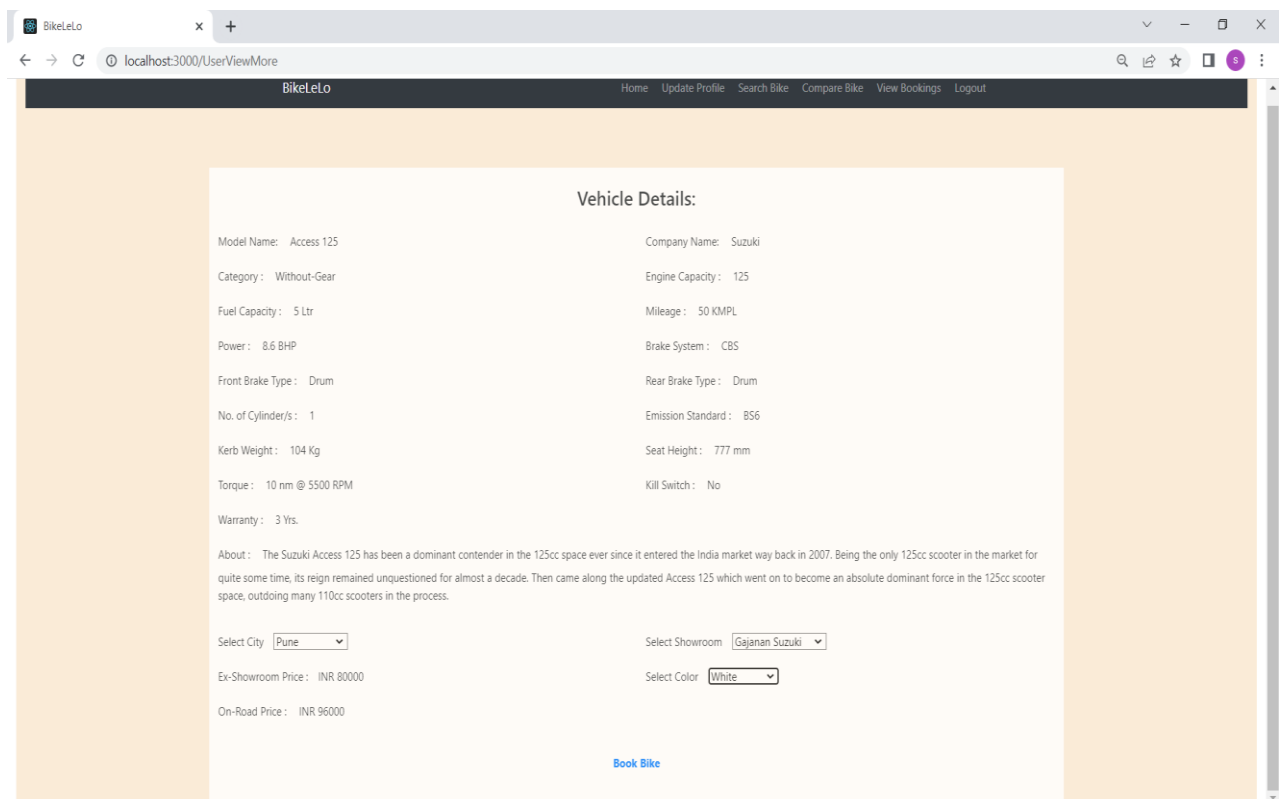 BikeLeLo
localhost:3000/UserViewMore
S
BikeLeLo Home Update Profile Search Bike Compare Bike View Bookings Logout
Vehicle Details:
Model Name: Access 125 Company Name: Suzuki
Category : Without-Gear Engine Capacity : 125
Fuel Capacity : 5 Ltr Mileage : 50 KMPL
Power : 8.6 BHP Brake System : CBS
Front Brake Type : Drum Rear Brake Type : Drum
No. of Cylinder/s : 1 Emission Standard : BS6
Kerb Weight : 104 Kg Seat Height : 777 mm
Torque : 10 nm @ 5500 RPM Kill Switch : No
Warranty : 3 Yrs.
About : The Suzuki Access 125 has been a dominant contender in the 125cc space ever since it entered the India market way back in 2007. Being the only 125cc scooter in the market for
quite some time, its reign remained unquestioned for almost a decade. Then came along the updated Access 125 which went on to become an absolute dominant force in the 125cc scooter
space, outdoing many 110cc scooters in the process.
Select City Pune Select Showroom Gajanan Suzuki
Ex-Showroom Price : INR 80000 Select Color White
On-Road Price : INR 96000
Book Bike